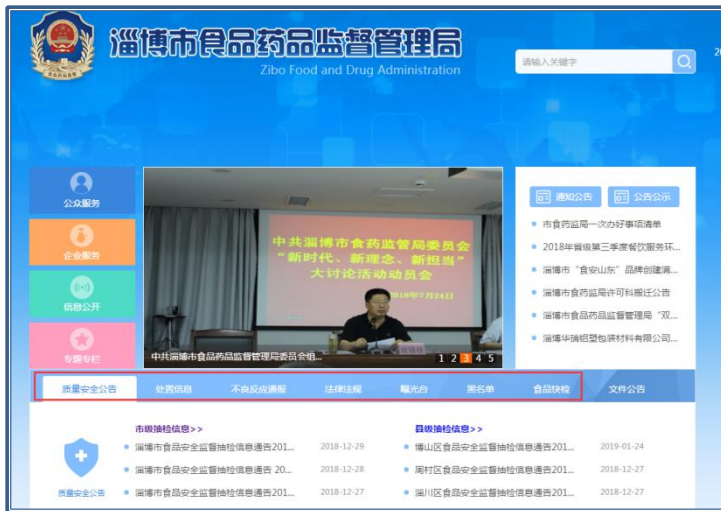 淄博市食品药品监督管理局
Zibo Food and Drug Administration
请输入关键字
20
公众服务
企业服务
信息公开
专题专栏
中共淄博市食药监管局委员会
“新时代、新理念、新担当”
大讨论活动动员会
2018年7月24日
中共淄博市食品药品监督管理局委员会组...
1 2 3 4 5
通知公告
公告公示
市食药监局一次办好事项清单
2018年省级第三季度餐饮服务环...
淄博市“食安山东”品牌创建满...
淄博市食药监局许可科搬迁公告
淄博市食品药品监督管理局“双...
淄博华瑞铝塑包装材料有限公司...
质量安全公告 处置信息 不良反应通报 法律法规 曝光台 黑名单 食品快检 文件公告
市级抽检信息>>
淄博市食品安全监督抽检信息通告201... 2018-12-29
淄博市食品安全监督抽检信息通告 20... 2018-12-28
淄博市食品安全监督抽检信息通告201... 2018-12-27
县级抽检信息>>
博山区食品安全监督抽检信息通告201... 2019-01-24
周村区食品安全监督抽检信息通告201... 2018-12-27
淄川区食品安全监督抽检信息通告201... 2018-12-27
质量安全公告